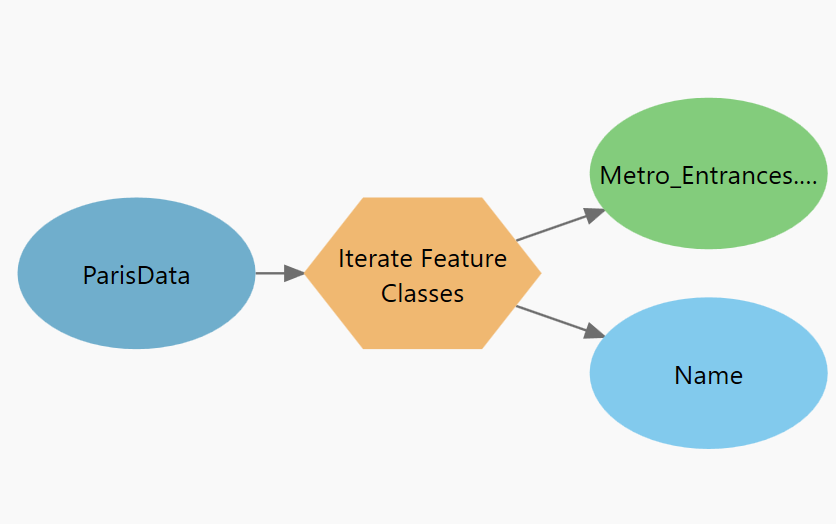 ParisData
Iterate Feature
Classes
Metro_Entrances....
Name